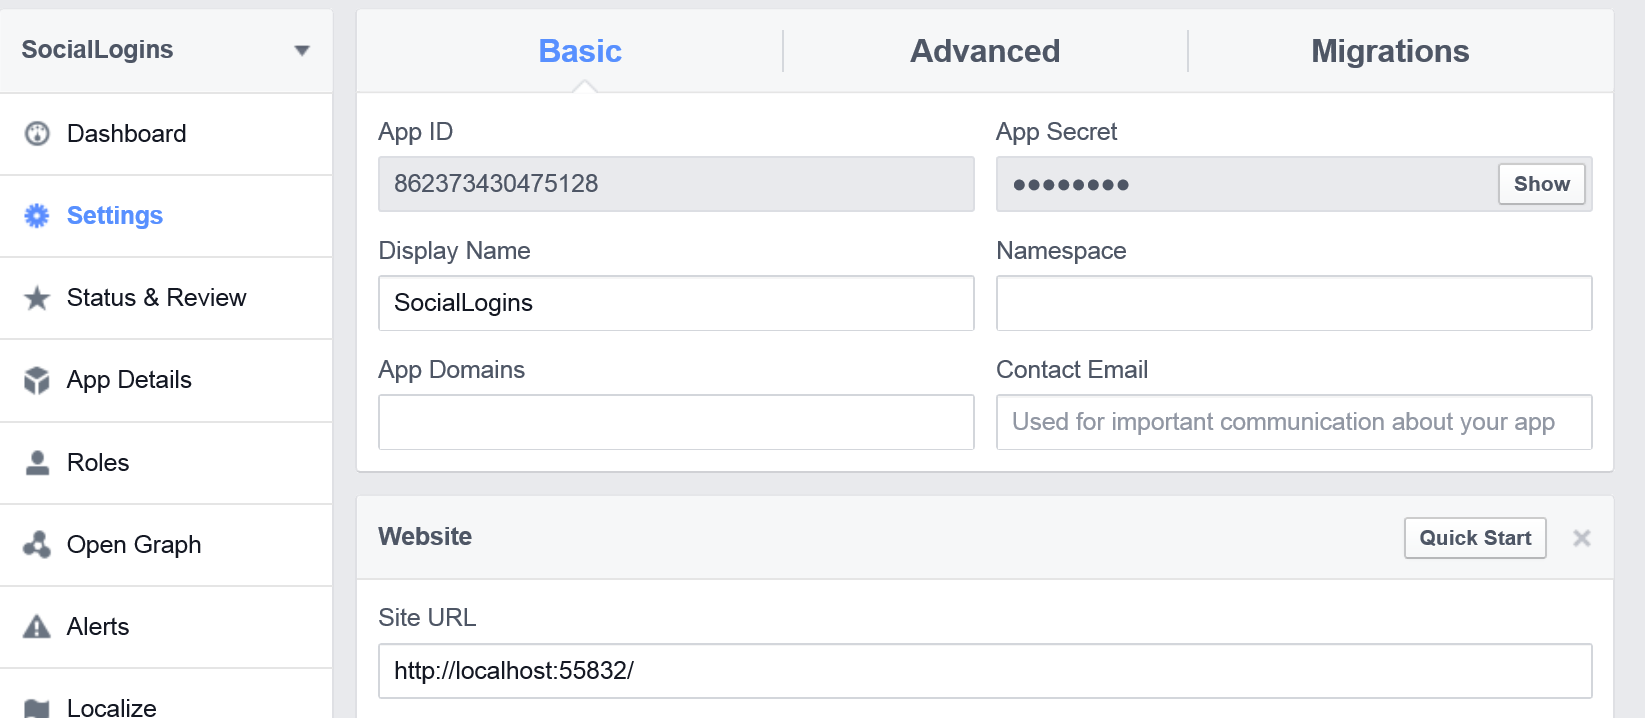 SocialLogins
Dashboard
Settings
Status & Review
App Details
Roles
Open Graph
Alerts
Localize
Basic
Advanced
Migrations
App ID
862373430475128
App Secret
●●●●●●●●
Show
Display Name
SocialLogins
Namespace
App Domains
Contact Email
Used for important communication about your app
Website
Quick Start
Site URL
http://localhost:55832/